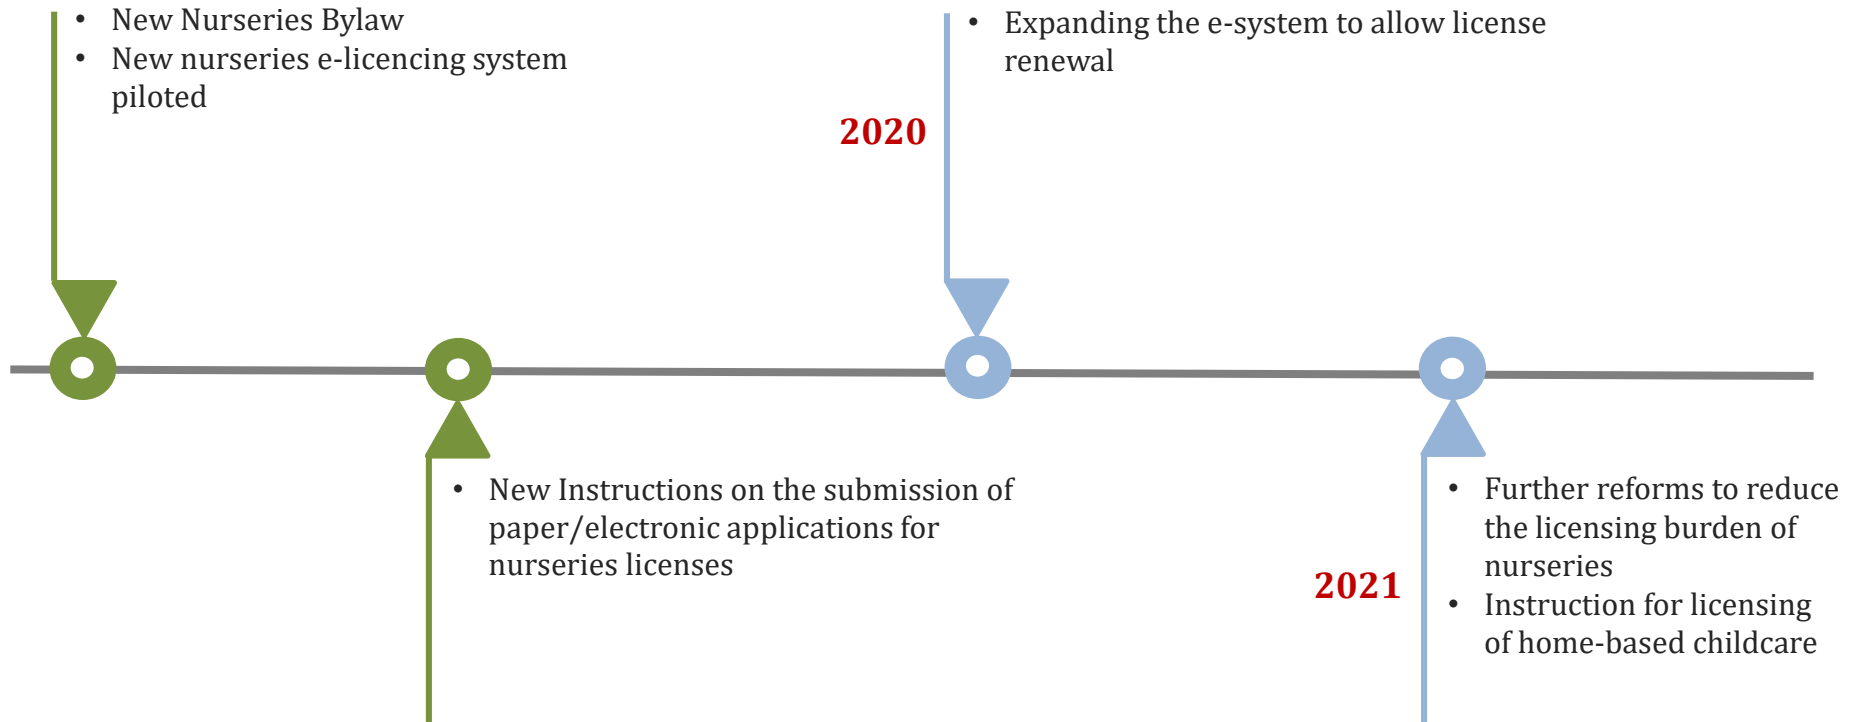 • New Nurseries Bylaw
• New nurseries e-licencing system
piloted
2020
• Expanding the e-system to allow license
renewal
• New Instructions on the submission of
paper/electronic applications for
nurseries licenses
2021
• Further reforms to reduce
the licensing burden of
nurseries
• Instruction for licensing
of home-based childcare